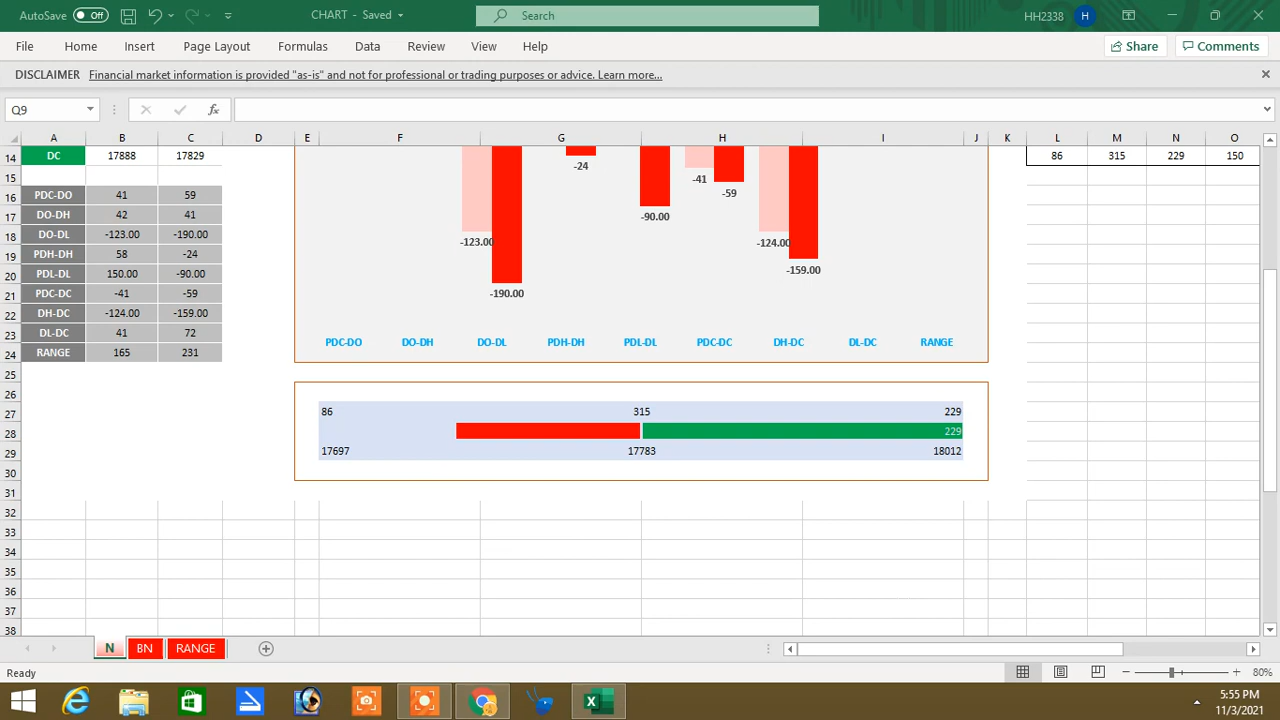 AutoSave Off CHART - Saved Search HH2338 H
File Home Insert Page Layout Formulas Data Review View Help Share Comments
DISCLAIMER Financial market information is provided "as-is" and not for professional or trading purposes or advice. Learn more...
Q9 fx
A B C D E F G H I J K L M N O
14 DC 17888 17829 86 315 229 150
15
16 PDC-DO 41 59
17 DO-DH 42 41
18 DO-DL -123.00 -190.00
19 PDH-DH 58 -24
20 PDL-DL 150.00 -90.00
21 PDC-DC -41 -59
22 DH-DC -124.00 -159.00
23 DL-DC 41 72
24 RANGE 165 231
-24
-41
-59
-90.00
-123.00
-124.00
-159.00
-190.00
PDC-DO DO-DH DO-DL PDH-DH PDL-DL PDC-DC DH-DC DL-DC RANGE
25
26
27 86 315 229
28 229
29 17697 17783 18012
30
31
32
33
34
35
36
37
38
N BN RANGE
Ready 80%
5:55 PM
11/3/2021